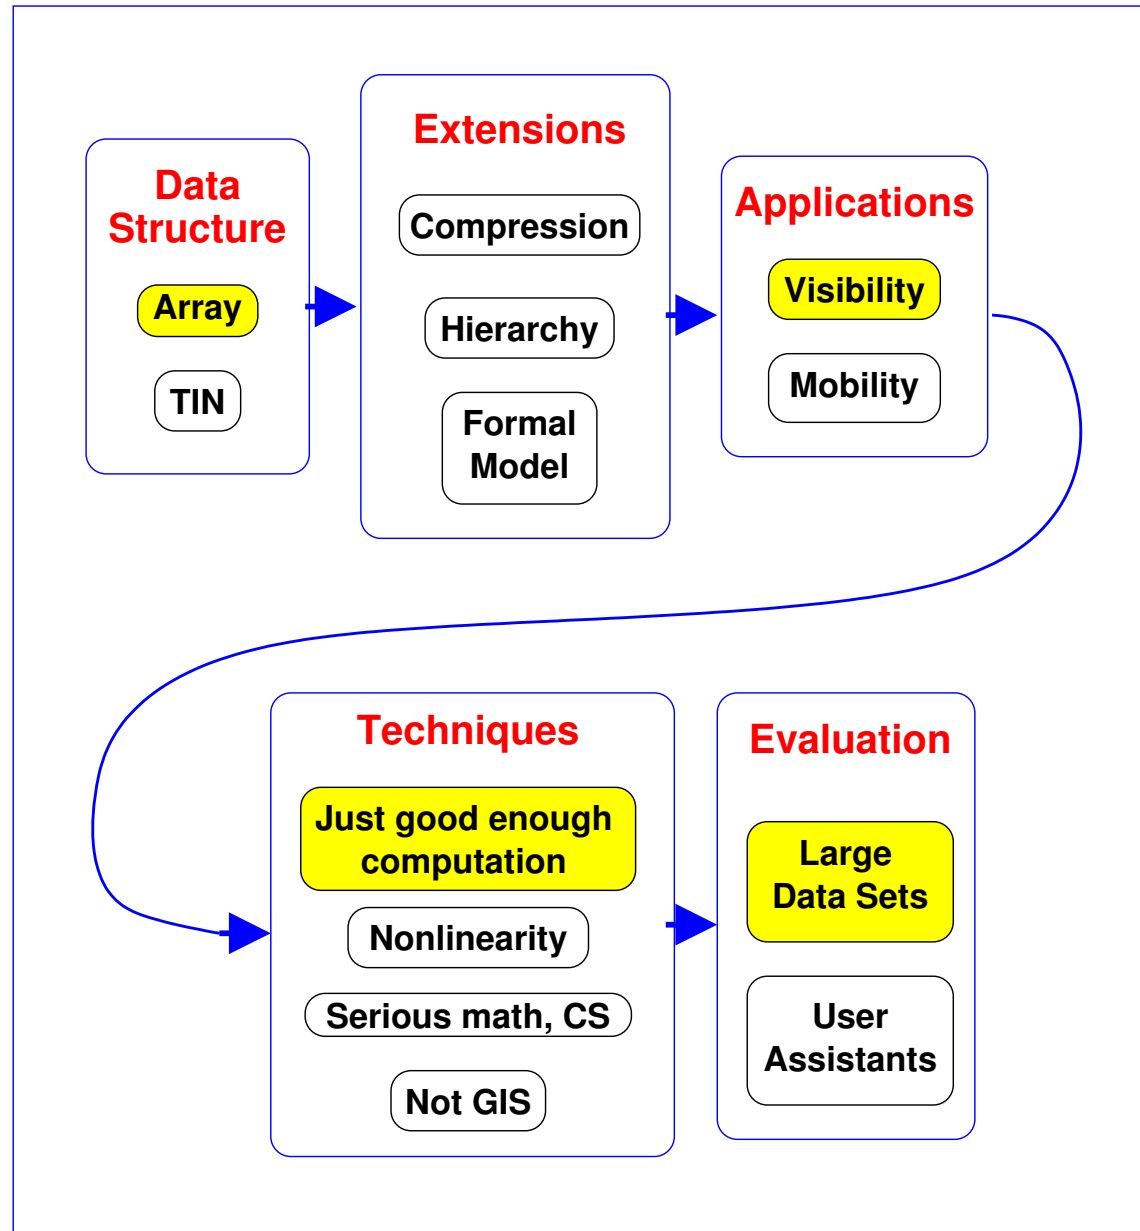 Data
Structure
Array
TIN
Extensions
Compression
Hierarchy
Formal
Model
Applications
Visibility
Mobility
Techniques
Just good enough
computation
Nonlinearity
Serious math, CS
Not GIS
Evaluation
Large
Data Sets
User
Assistants